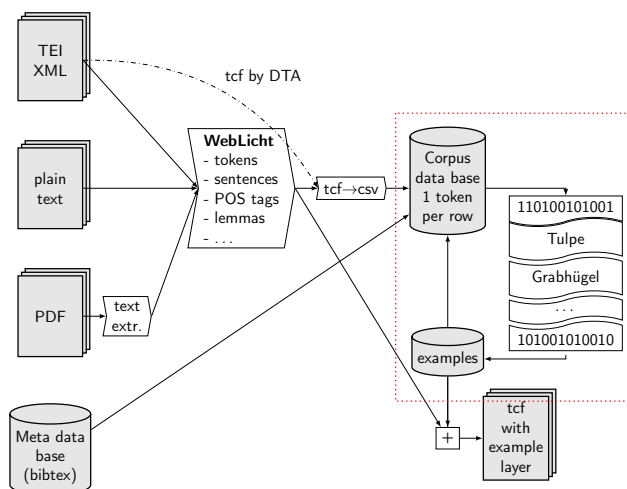 TEI
XML
tcf by DTA
plain
text
PDF
text
extr.
WebLicht
- tokens
- sentences
- POS tags
- lemmas
- ...
tcf→csv
Corpus
data base
1 token
per row
110100101001
Tulpe
Grabhügel
...
101001010010
examples
Meta data
base
(bibtex)
+
tcf
with
example
layer